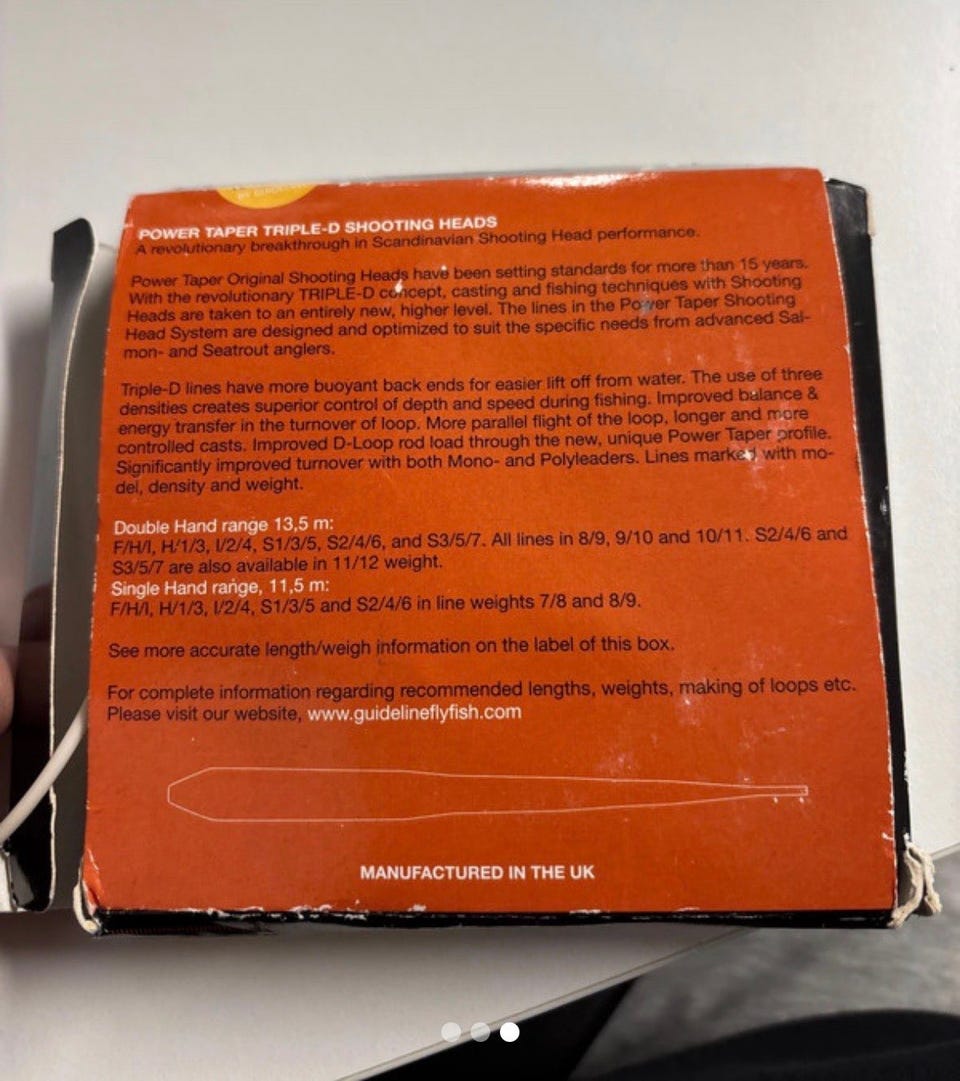 POWER TAPER TRIPLE-D SHOOTING HEADS
A revolutionary breakthrough in Scandinavian Shooting Head performance.
Power Taper Original Shooting Heads have been setting standards for more than 15 years.
With the revolutionary TRIPLE-D concept, casting and fishing techniques with Shooting
Heads are taken to an entirely new, higher level. The lines in the Power Taper Shooting
Head System are designed and optimized to suit the specific needs from advanced Sal-
mon- and Seatrout anglers.
Triple-D lines have more buoyant back ends for easier lift off from water. The use of three
densities creates superior control of depth and speed during fishing. Improved balance &
energy transfer in the turnover of loop. More parallel flight of the loop, longer and more
controlled casts. Improved D-Loop rod load through the new, unique Power Taper profile.
Significantly improved turnover with both Mono- and Polyleaders. Lines marked with mo-
del, density and weight.
Double Hand range 13,5 m:
F/H/I, H/1/3, I/2/4, S1/3/5, S2/4/6, and S3/5/7. All lines in 8/9, 9/10 and 10/11. S2/4/6 and
S3/5/7 are also available in 11/12 weight.
Single Hand range, 11,5 m:
F/H/I, H/1/3, I/2/4, S1/3/5 and S2/4/6 in line weights 7/8 and 8/9.
See more accurate length/weigh information on the label of this box.
For complete information regarding recommended lengths, weights, making of loops etc.
Please visit our website, www.guidelineflyfish.com
MANUFACTURED IN THE UK